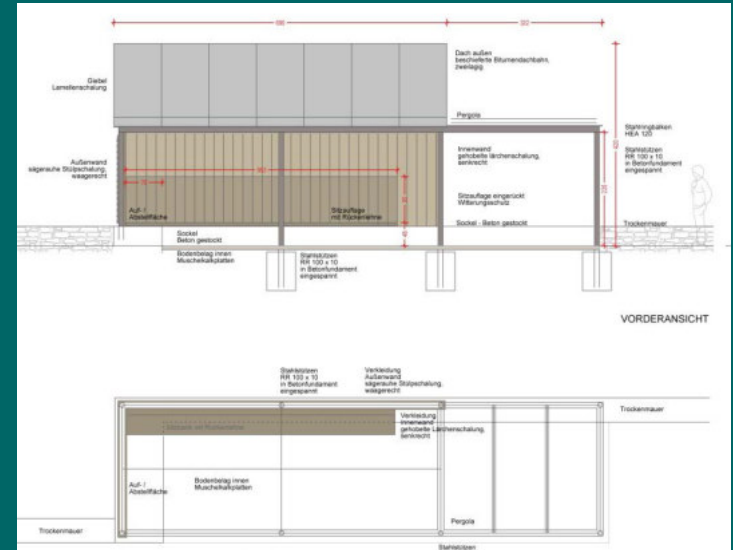 Giebel
Lamellenschalung
Dach außen
beschieferte Bitumendachbahn,
zweilagig
Pergola
Außenwand
sägerauhe Stülpschalung,
waagerecht
Innenwand
gehobelte lärchenschalung,
senkrecht
Stahlringbalken
HEA 120
Stahlstützen
RR 100 x 10
in Betonfundament
eingespannt
70
Auf- /
Abstellfläche
Sitzauflage
mit Rückenlehne
Sitzauflage eingerückt
Witterungsschutz
Sockel - Beton gestockt
Trockenmauer
45
Sockel
Beton gestockt
Bodenbelag innen
Muschelkalkplatten
Stahlstützen
RR 100 x 10
in Betonfundament
eingespannt
VORDERANSICHT
Stahlstützen
RR 100 x 10
in Betonfundament
eingespannt
Verkleidung
Außenwand
sägerauhe Stülpschalung,
waagerecht
Trockenmauer
Verkleidung
Innenwand
gehobelte Lärchenschalung,
senkrecht
mit Rückenlehne
Auf- /
Abstellfläche
Bodenbelag innen
Muschelkalkplatten
Pergola
Trockenmauer
Stahlstützen